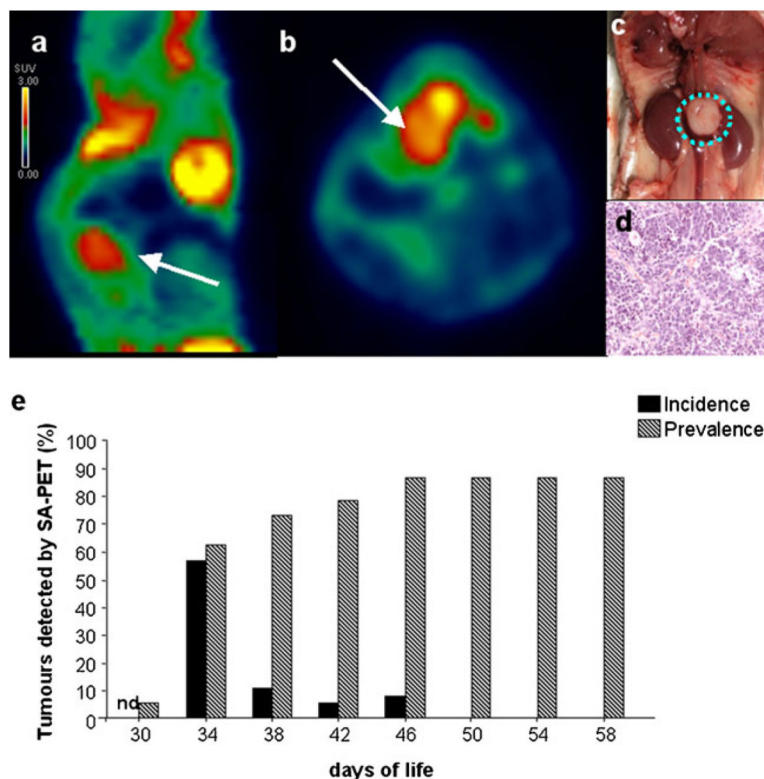 a
SUV
3.00
0.00
b
c
d
e
Incidence
Prevalence
Tumours detected by SA-PET (%)
100
90
80
70
60
50
40
30
20
10
0
nd
30 34 38 42 46 50 54 58
days of life